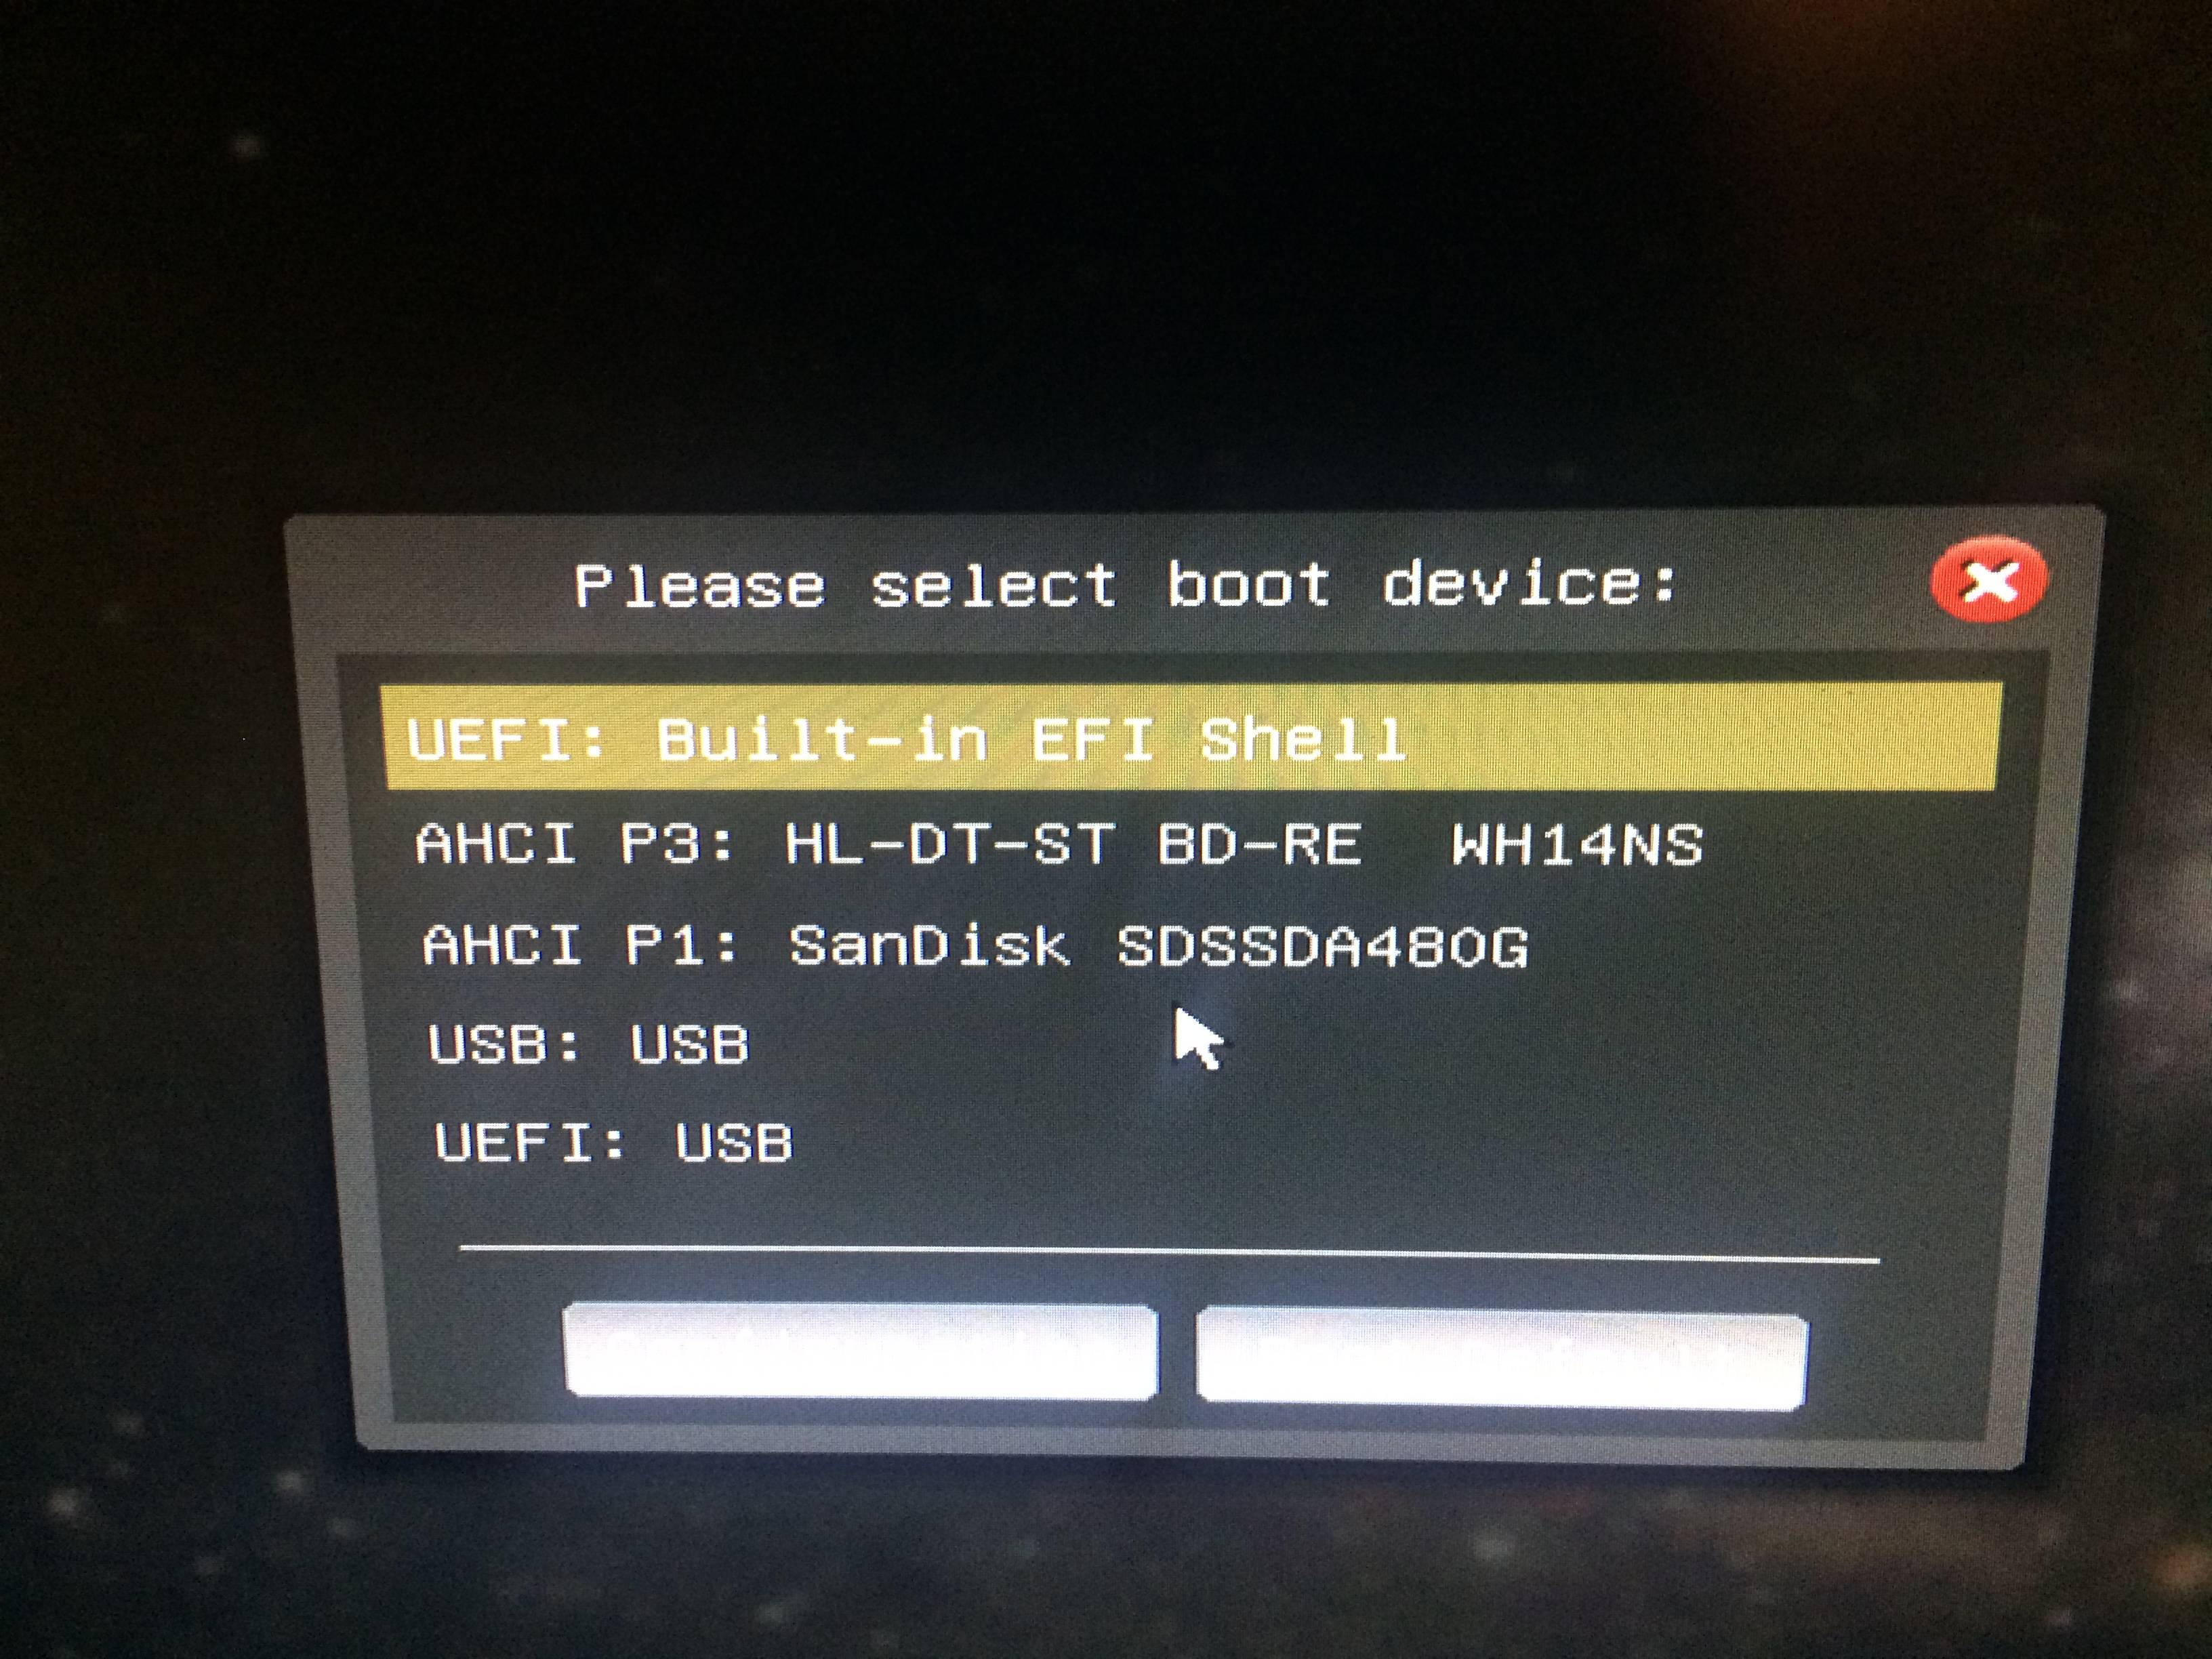 Please select boot device:
UEFI: Built-in EFI Shell
AHCI P3: HL-DT-ST BD-RE  WH14NS
AHCI P1: SanDisk SDSSDA480G
USB: USB
UEFI: USB